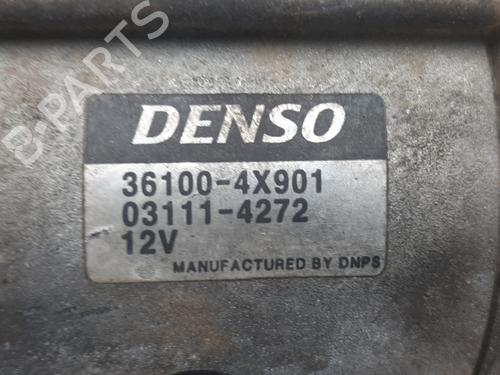 B-PARTS
DENSO
36100-4X901
03111-4272
12V
MANUFACTURED BY DNPS